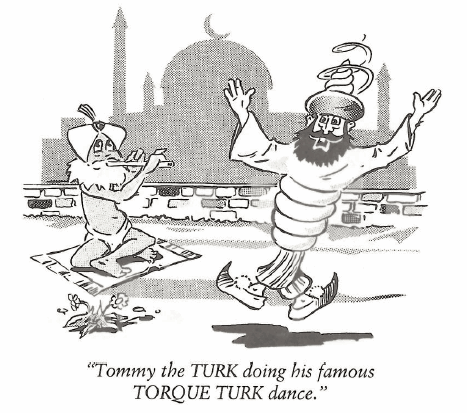 “Tommy the TURK doing his famous
TORQUE TURK dance.”